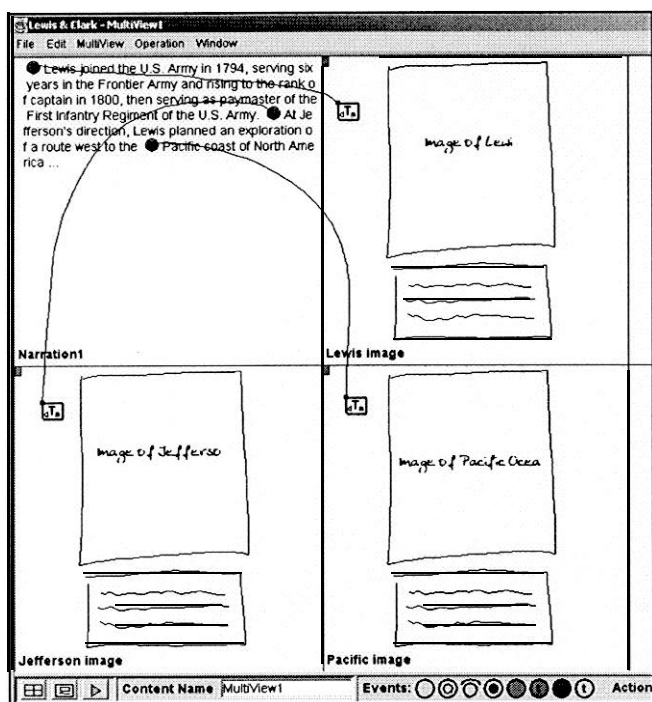 Lewis & Clark - MultiView1
File Edit MultiView Operation Window
Lewis joined the U.S. Army in 1794, serving six
years in the Frontier Army and rising to the rank o
f captain in 1800, then serving as paymaster of the
First Infantry Regiment of the U.S. Army. At Je
fferson's direction, Lewis planned an exploration o
f a route west to the Pacific coast of North Ame
rica ...
Narration1
Ta
Image of Lewi
Lewis image
Ta
Image of Jefferso
Jefferson image
Ta
Image of Pacific Ocea
Pacific image
Content Name MultiView1 Events: t Action